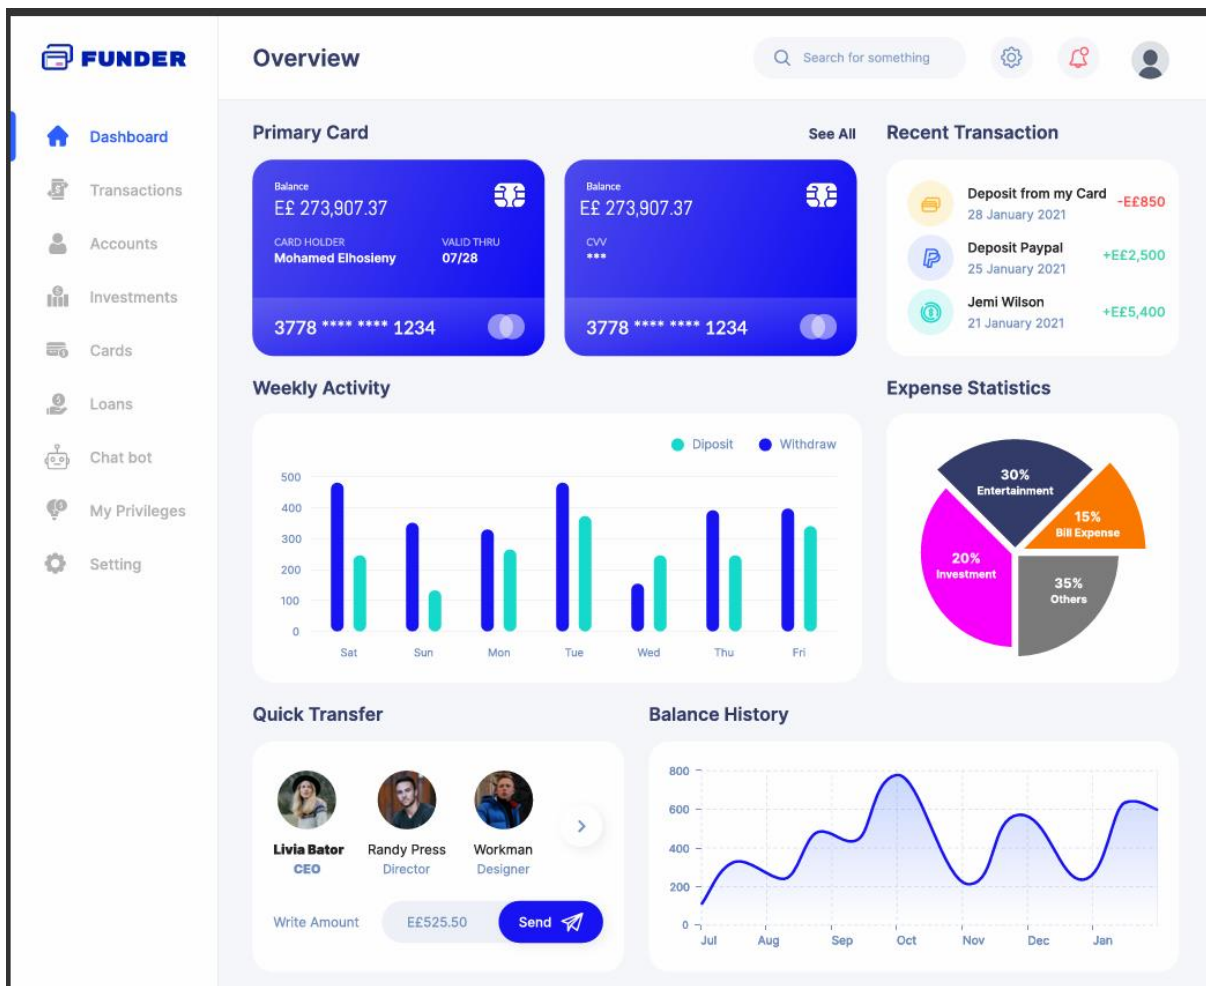 FUNDER
Overview
Search for something
Dashboard
Transactions
Accounts
Investments
Cards
Loans
Chat bot
My Privileges
Setting
Primary Card
See All
Balance
E£ 273,907.37
CARD HOLDER
VALID THRU
Mohamed Elhosieny
07/28
3778 **** **** 1234
Balance
E£ 273,907.37
CVV
***
3778 **** **** 1234
Recent Transaction
Deposit from my Card
-E£850
28 January 2021
Deposit Paypal
+E£2,500
25 January 2021
Jemi Wilson
+E£5,400
21 January 2021
Weekly Activity
Diposit
Withdraw
500
400
300
200
100
0
Sat Sun Mon Tue Wed Thu Fri
Expense Statistics
30%
Entertainment
15%
Bill Expense
20%
Investment
35%
Others
Quick Transfer
Livia Bator
CEO
Randy Press
Director
Workman
Designer
Write Amount
E£525.50
Send
Balance History
800
600
400
200
0
Jul Aug Sep Oct Nov Dec Jan